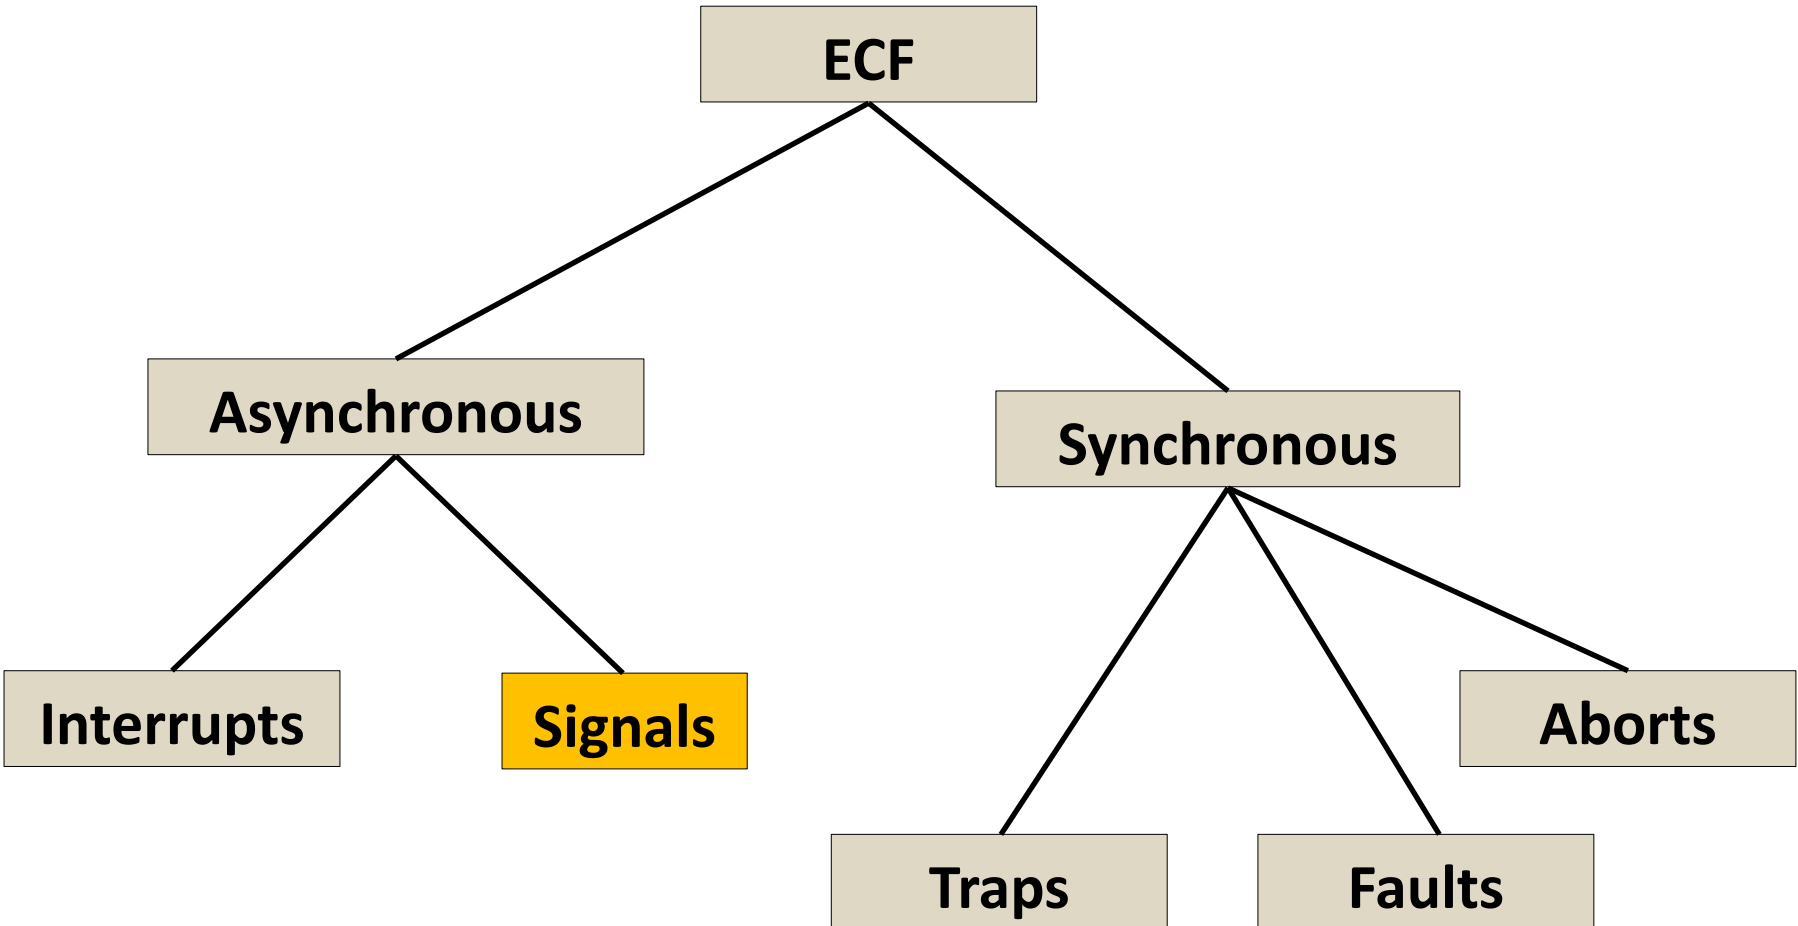 ECF
Asynchronous
Synchronous
Interrupts
Signals
Aborts
Traps
Faults